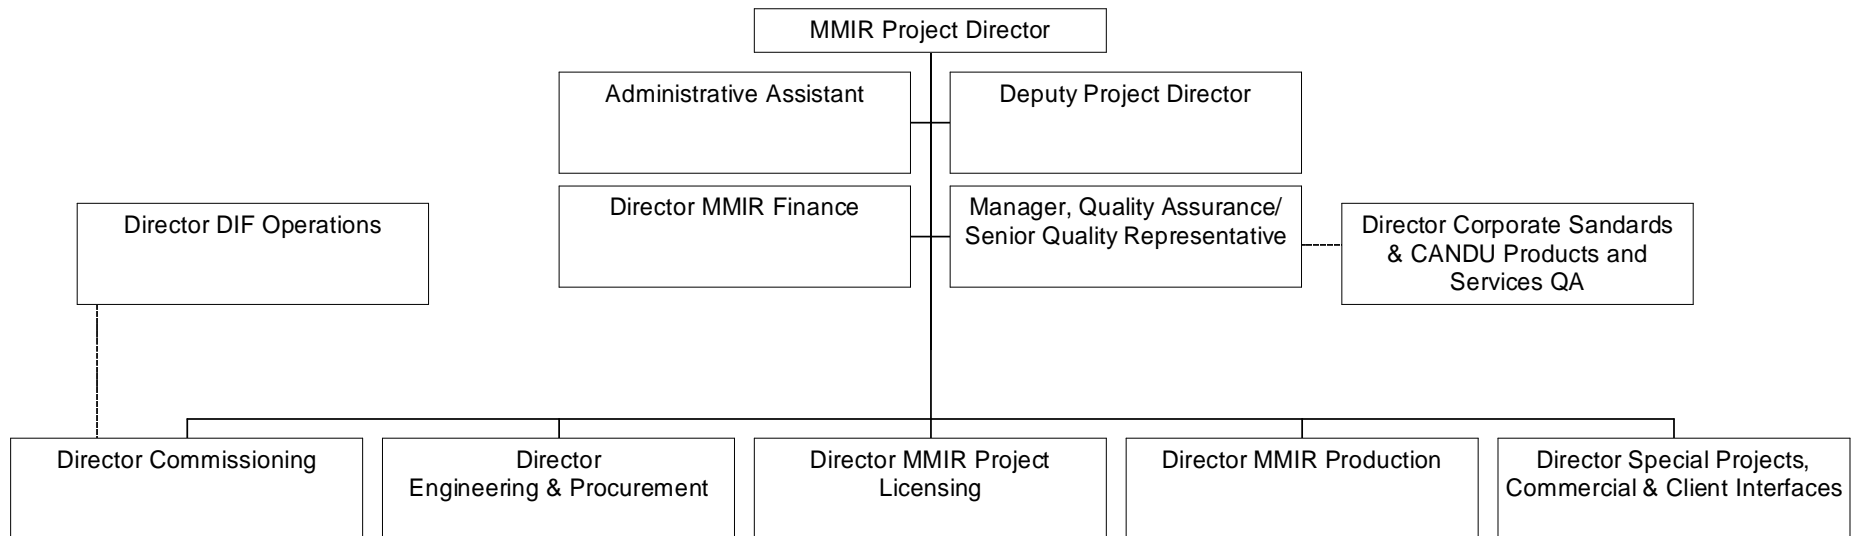 MMIR Project Director
Administrative Assistant
Deputy Project Director
Director MMIR Finance
Manager, Quality Assurance/
Senior Quality Representative
Director DIF Operations
Director Corporate Sandards
& CANDU Products and
Services QA
Director Commissioning
Director
Engineering & Procurement
Director MMIR Project
Licensing
Director MMIR Production
Director Special Projects,
Commercial & Client Interfaces